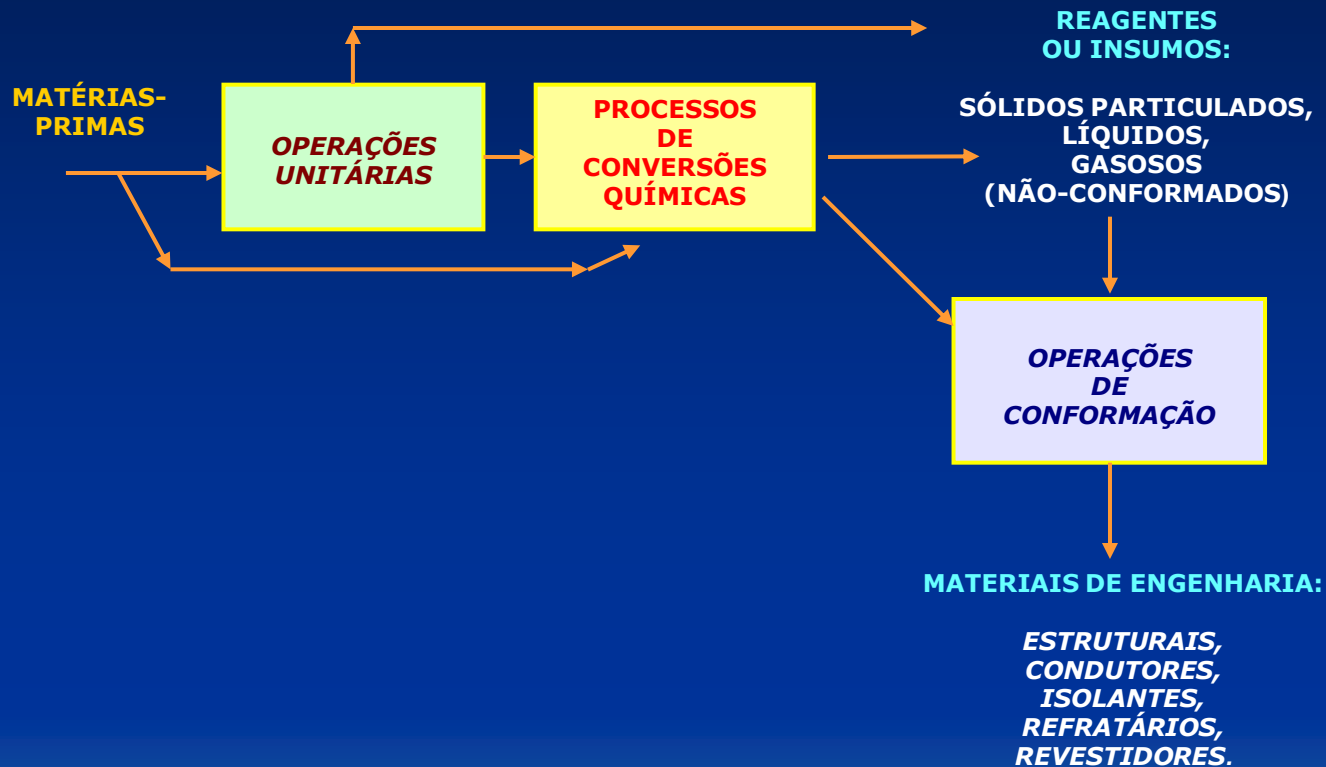 MATÉRIAS-
PRIMAS
OPERAÇÕES
UNITÁRIAS
PROCESSOS
DE
CONVERSÕES
QUÍMICAS
REAGENTES
OU INSUMOS:
SÓLIDOS PARTICULADOS,
LÍQUIDOS,
GASOSOS
(NÃO-CONFORMADOS)
OPERAÇÕES
DE
CONFORMAÇÃO
MATERIAIS DE ENGENHARIA:
ESTRUTURAIS,
CONDUTORES,
ISOLANTES,
REFRATÁRIOS,
REVESTIDORES.